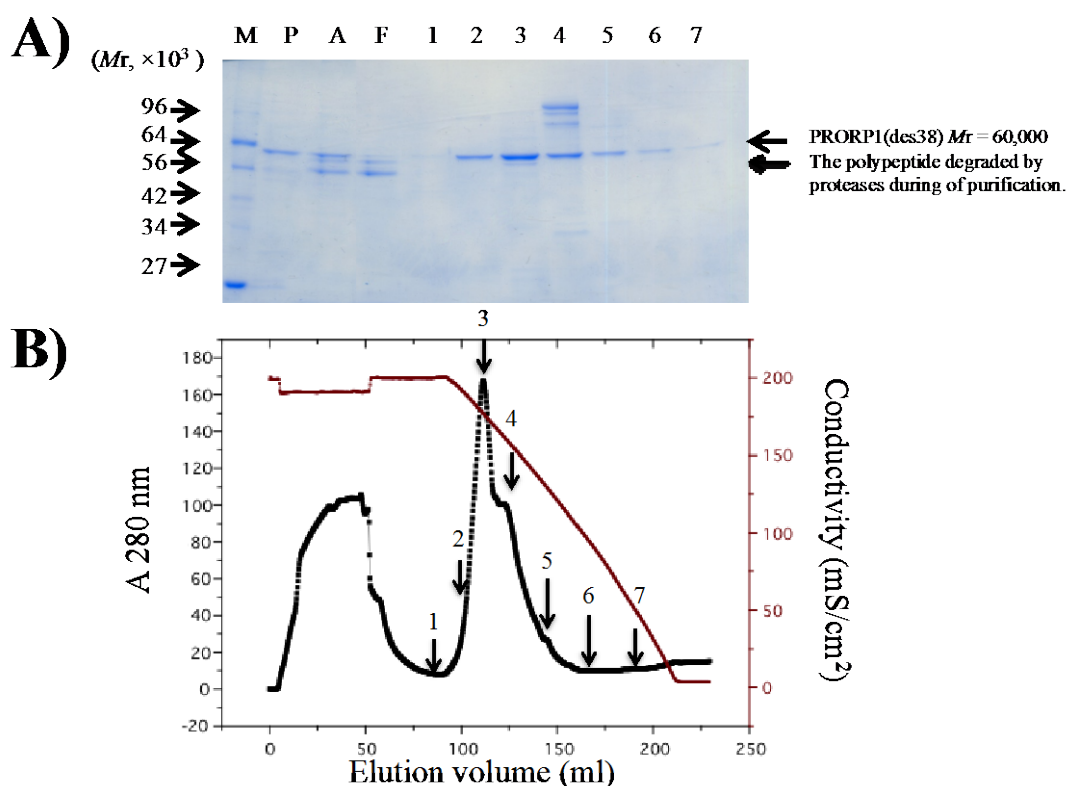 A)
M P A F 1 2 3 4 5 6 7
(Mr, ×10³)
96
64
56
42
34
27
PRORP1(des38) Mr = 60,000
The polypeptide degraded by
proteases during of purification.
B)
3
4
2
5
6
7
1
180
160
140
120
100
80
60
40
20
0
-20
A 280 nm
200
150
100
50
0
Conductivity (mS/cm²)
0 50 100 150 200 250
Elution volume (ml)